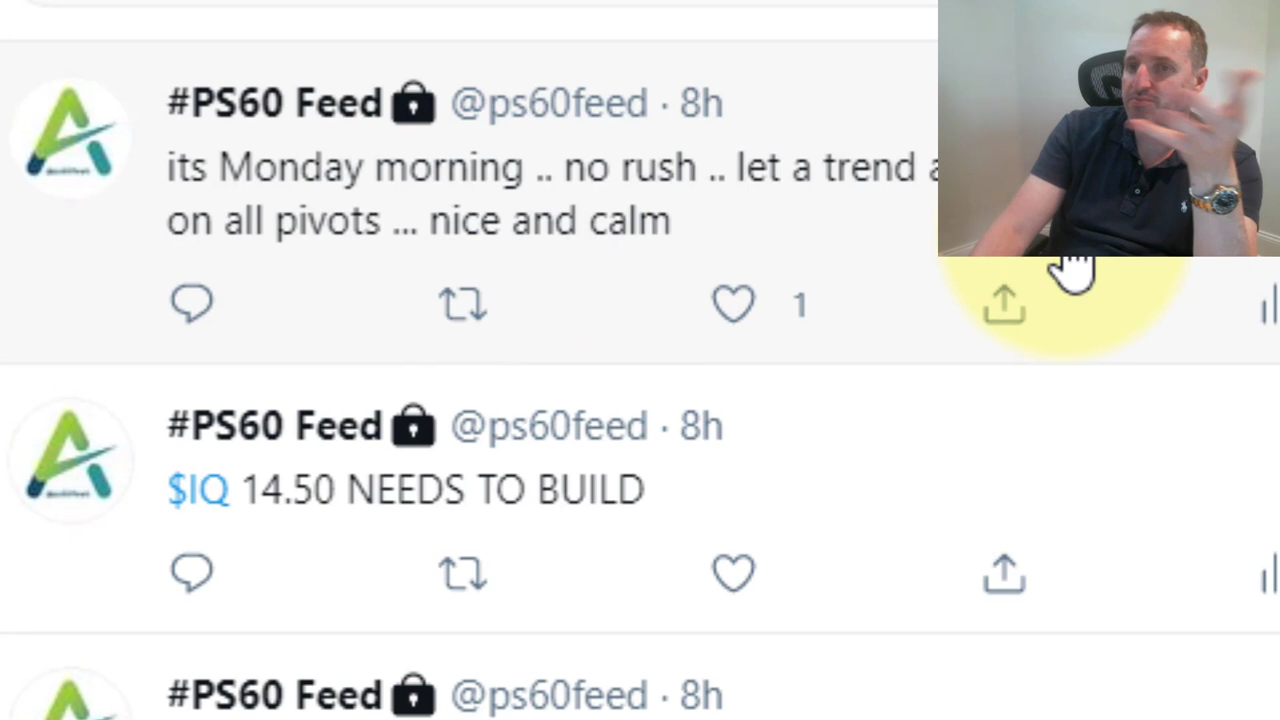 #PS60 Feed @ps60feed · 8h
its Monday morning .. no rush .. let a trend
on all pivots ... nice and calm
1
#PS60 Feed @ps60feed · 8h
$IQ 14.50 NEEDS TO BUILD
#PS60 Feed @ps60feed · 8h